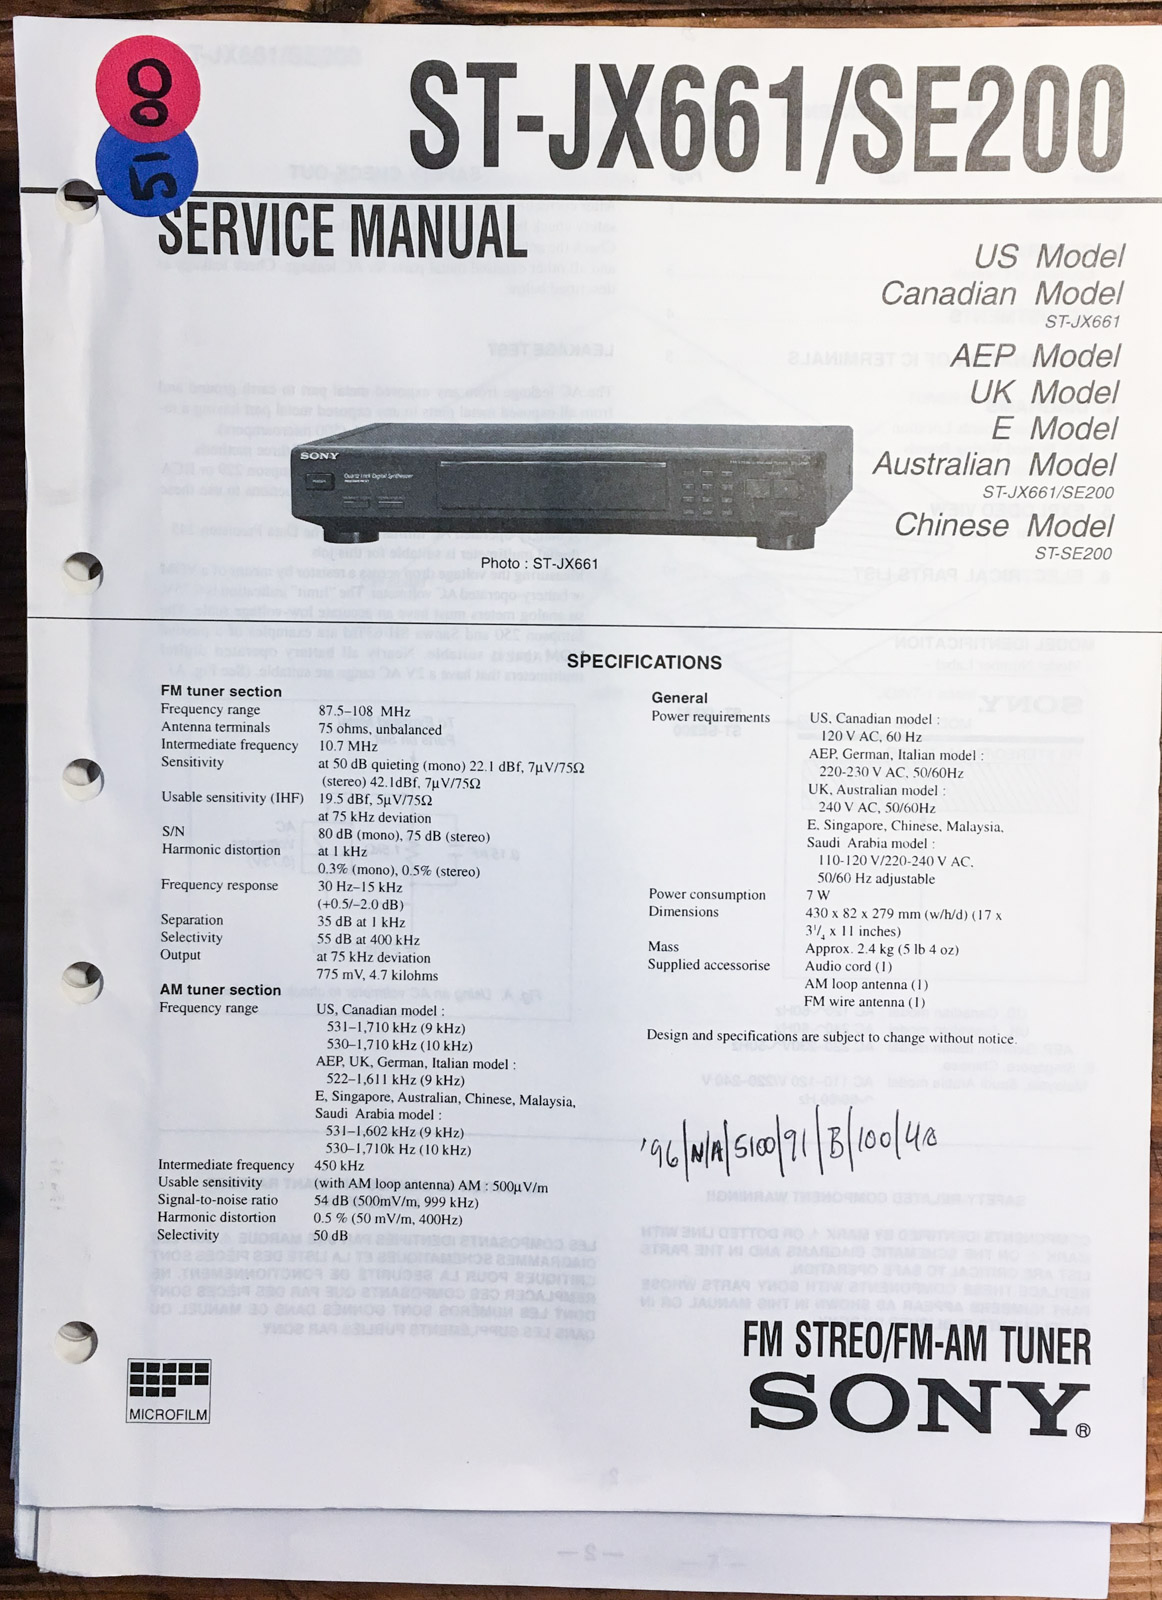 00
51
ST-JX661/SE200
SERVICE MANUAL
US Model
Canadian Model
ST-JX661
AEP Model
UK Model
E Model
Australian Model
ST-JX661/SE200
Chinese Model
ST-SE200
SONY
Quartz Lock Digital Synthesizer
Photo : ST-JX661
SPECIFICATIONS
FM tuner section
Frequency range 87.5–108 MHz
Antenna terminals 75 ohms, unbalanced
Intermediate frequency 10.7 MHz
Sensitivity at 50 dB quieting (mono) 22.1 dBf, 7µV/75Ω
(stereo) 42.1dBf, 7µV/75Ω
Usable sensitivity (IHF) 19.5 dBf, 5µV/75Ω
at 75 kHz deviation
S/N 80 dB (mono), 75 dB (stereo)
Harmonic distortion at 1 kHz
0.3% (mono), 0.5% (stereo)
Frequency response 30 Hz–15 kHz
(+0.5/–2.0 dB)
Separation 35 dB at 1 kHz
Selectivity 55 dB at 400 kHz
Output at 75 kHz deviation
775 mV, 4.7 kilohms
AM tuner section
Frequency range US, Canadian model :
531–1,710 kHz (9 kHz)
530–1,710 kHz (10 kHz)
AEP, UK, German, Italian model :
522–1,611 kHz (9 kHz)
E, Singapore, Australian, Chinese, Malaysia,
Saudi Arabia model :
531–1,602 kHz (9 kHz)
530–1,710k Hz (10 kHz)
Intermediate frequency 450 kHz
Usable sensitivity (with AM loop antenna) AM : 500µV/m
Signal-to-noise ratio 54 dB (500mV/m, 999 kHz)
Harmonic distortion 0.5 % (50 mV/m, 400Hz)
Selectivity 50 dB
General
Power requirements US, Canadian model :
120 V AC, 60 Hz
AEP, German, Italian model :
220-230 V AC, 50/60Hz
UK, Australian model :
240 V AC, 50/60Hz
E, Singapore, Chinese, Malaysia,
Saudi Arabia model :
110-120 V/220-240 V AC,
50/60 Hz adjustable
Power consumption 7 W
Dimensions 430 x 82 x 279 mm (w/h/d) (17 x
3 1/4 x 11 inches)
Mass Approx. 2.4 kg (5 lb 4 oz)
Supplied accessorise Audio cord (1)
AM loop antenna (1)
FM wire antenna (1)
Design and specifications are subject to change without notice.
'96/N/A/5100/91/B/100/48
MICROFILM
FM STREO/FM-AM TUNER
SONY®